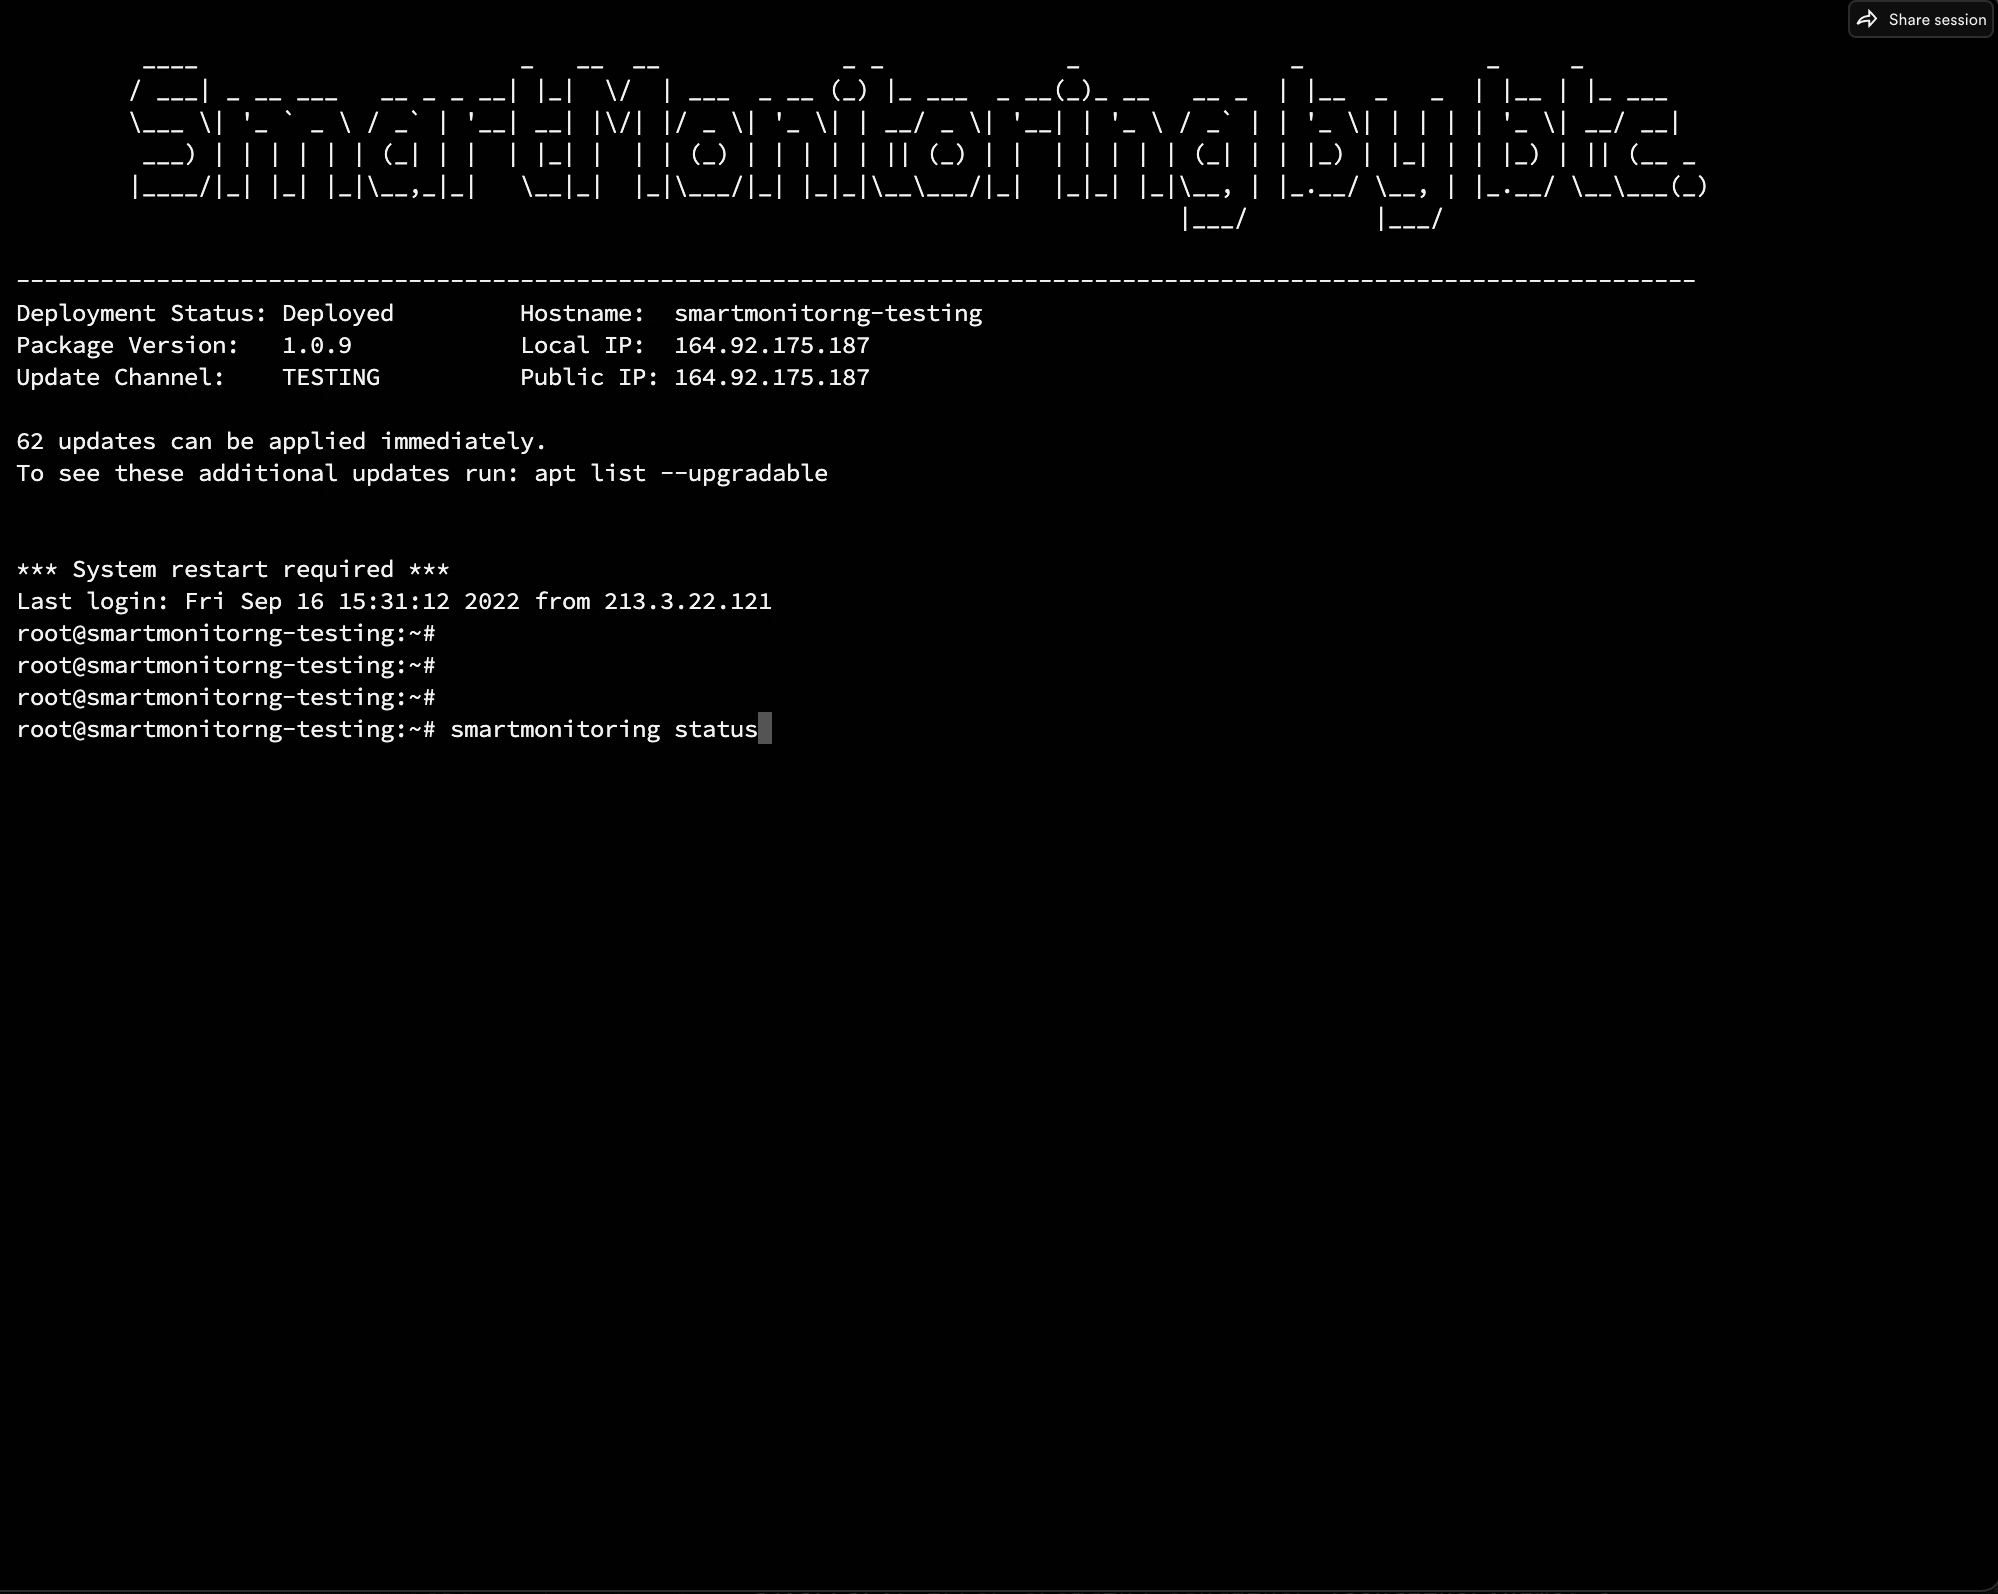 Share session
SmartMonitoring by btc.
------------------------------------------------------------------------------------------------------------------------
Deployment Status: Deployed         Hostname:  smartmonitorng-testing
Package Version:   1.0.9            Local IP:  164.92.175.187
Update Channel:    TESTING          Public IP: 164.92.175.187
62 updates can be applied immediately.
To see these additional updates run: apt list --upgradable
*** System restart required ***
Last login: Fri Sep 16 15:31:12 2022 from 213.3.22.121
root@smartmonitorng-testing:~#
root@smartmonitorng-testing:~#
root@smartmonitorng-testing:~#
root@smartmonitorng-testing:~# smartmonitoring status